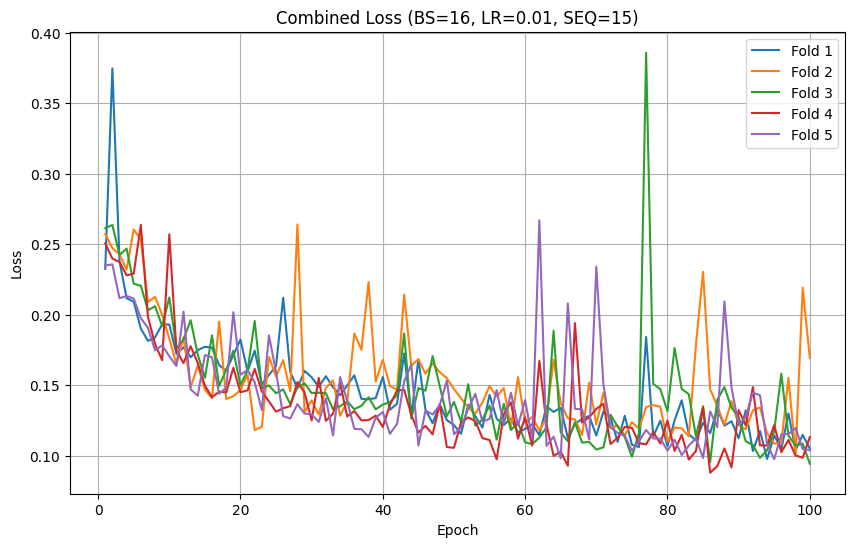 Combined Loss (BS=16, LR=0.01, SEQ=15)
Loss
0.40
0.35
0.30
0.25
0.20
0.15
0.10
Fold 1
Fold 2
Fold 3
Fold 4
Fold 5
0
20
40
60
80
100
Epoch